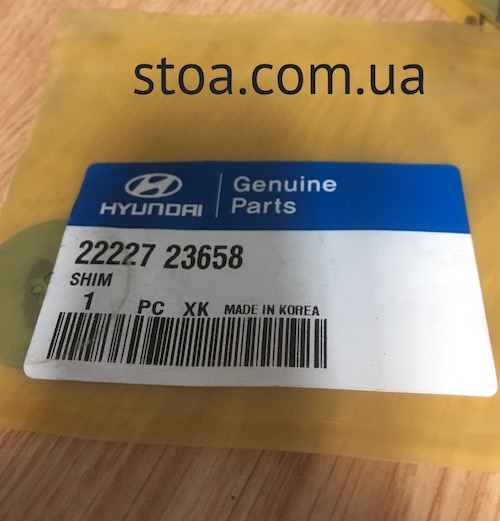 stoa.com.ua
HYUNDAI
Genuine
Parts
22227 23658
SHIM
1 PC XK MADE IN KOREA